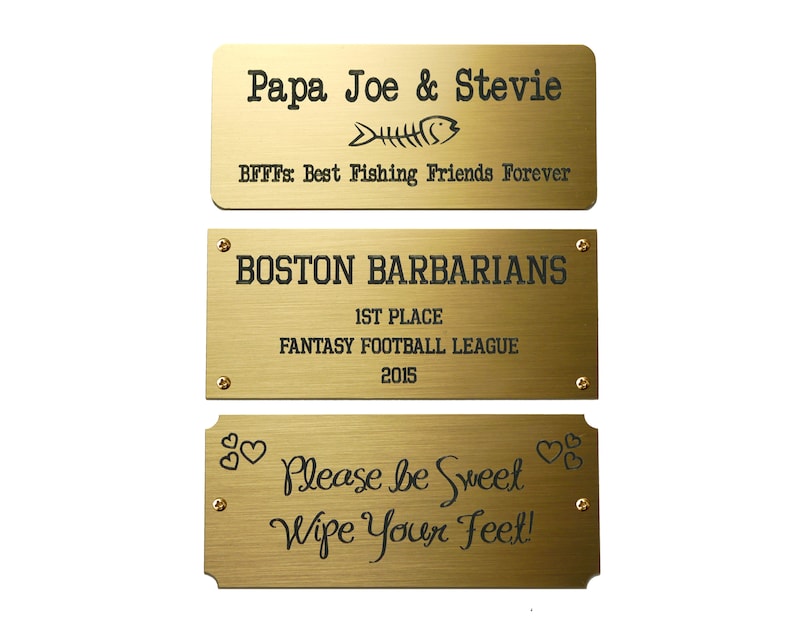 Papa Joe & Stevie
BFFFs: Best Fishing Friends Forever
BOSTON BARBARIANS
1ST PLACE
FANTASY FOOTBALL LEAGUE
2015
Please be Sweet
Wipe Your Feet!